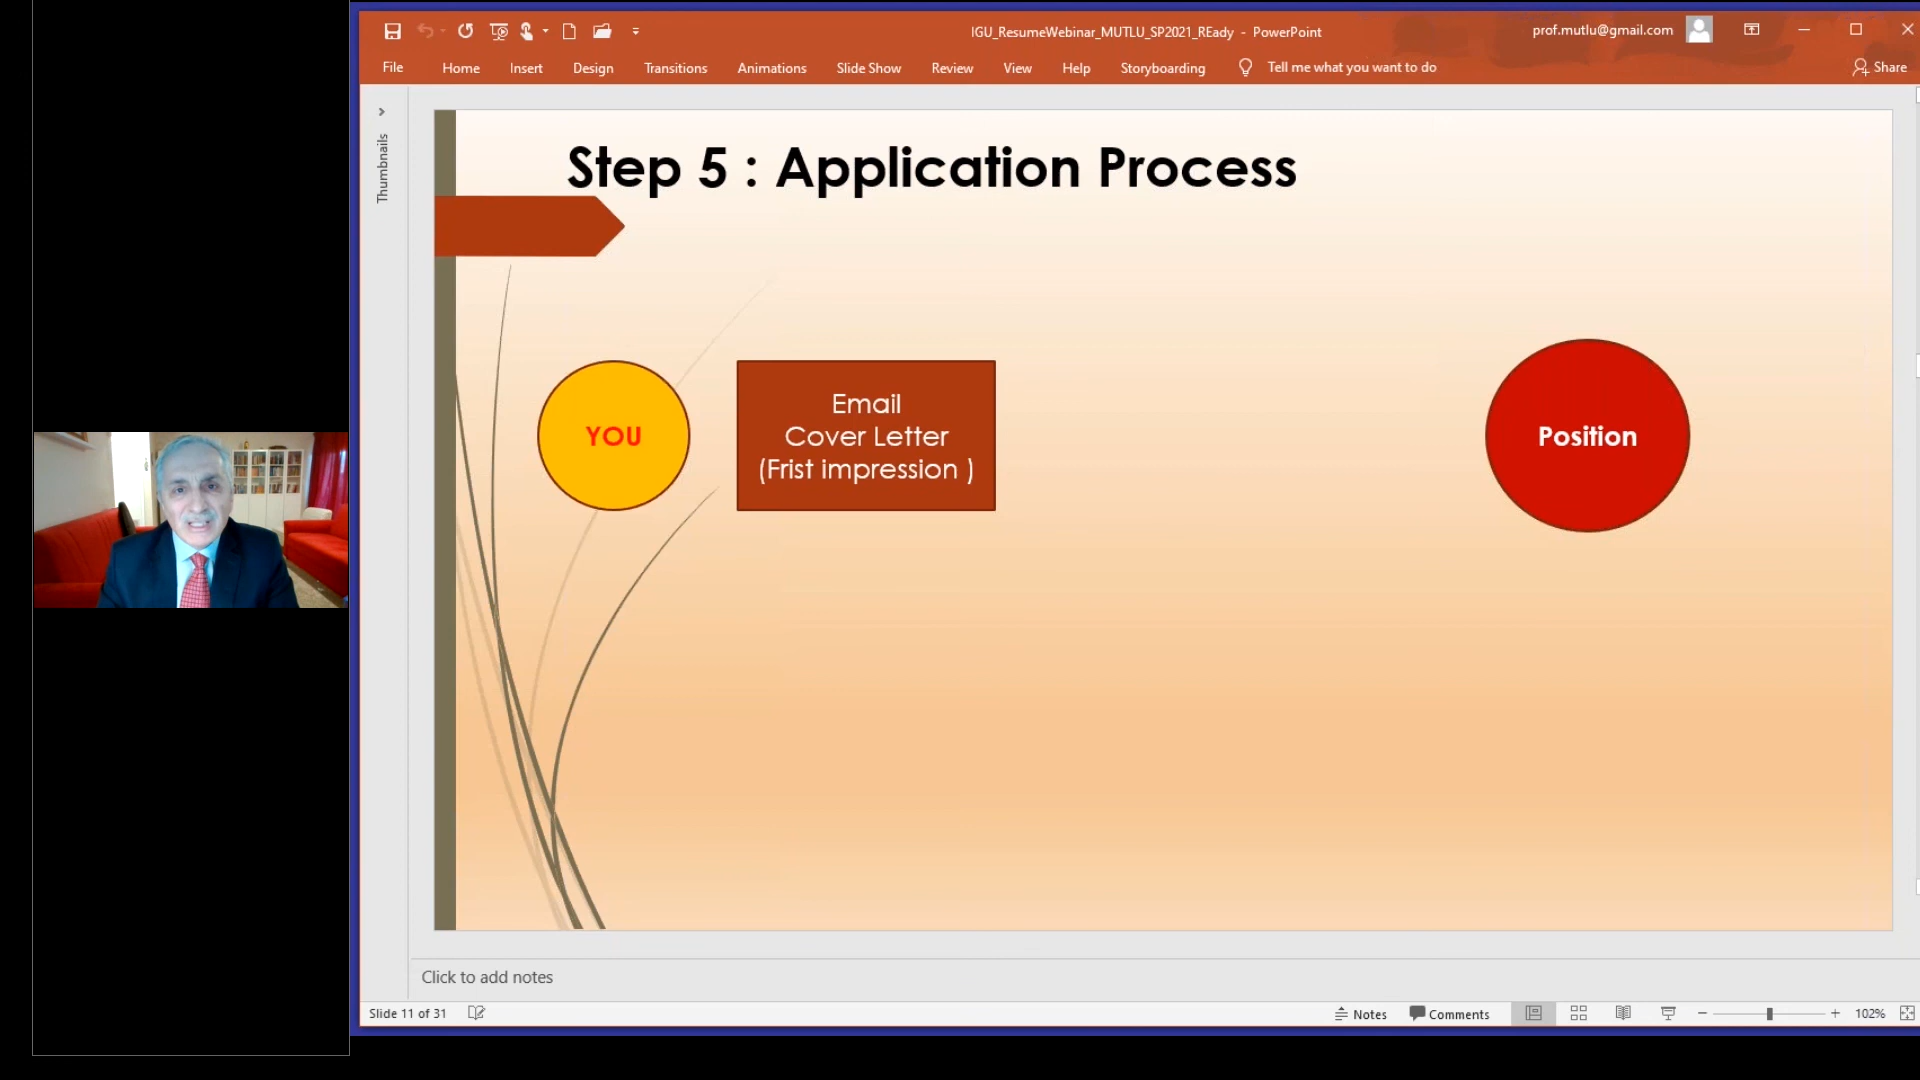 IGU_ResumeWebinar_MUTLU_SP2021_REady - PowerPoint
prof.mutlu@gmail.com
File Home Insert Design Transitions Animations Slide Show Review View Help Storyboarding Tell me what you want to do Share
Thumbnails
Step 5 : Application Process
YOU
Email
Cover Letter
(Frist impression )
Position
Click to add notes
Slide 11 of 31
Notes Comments 102%